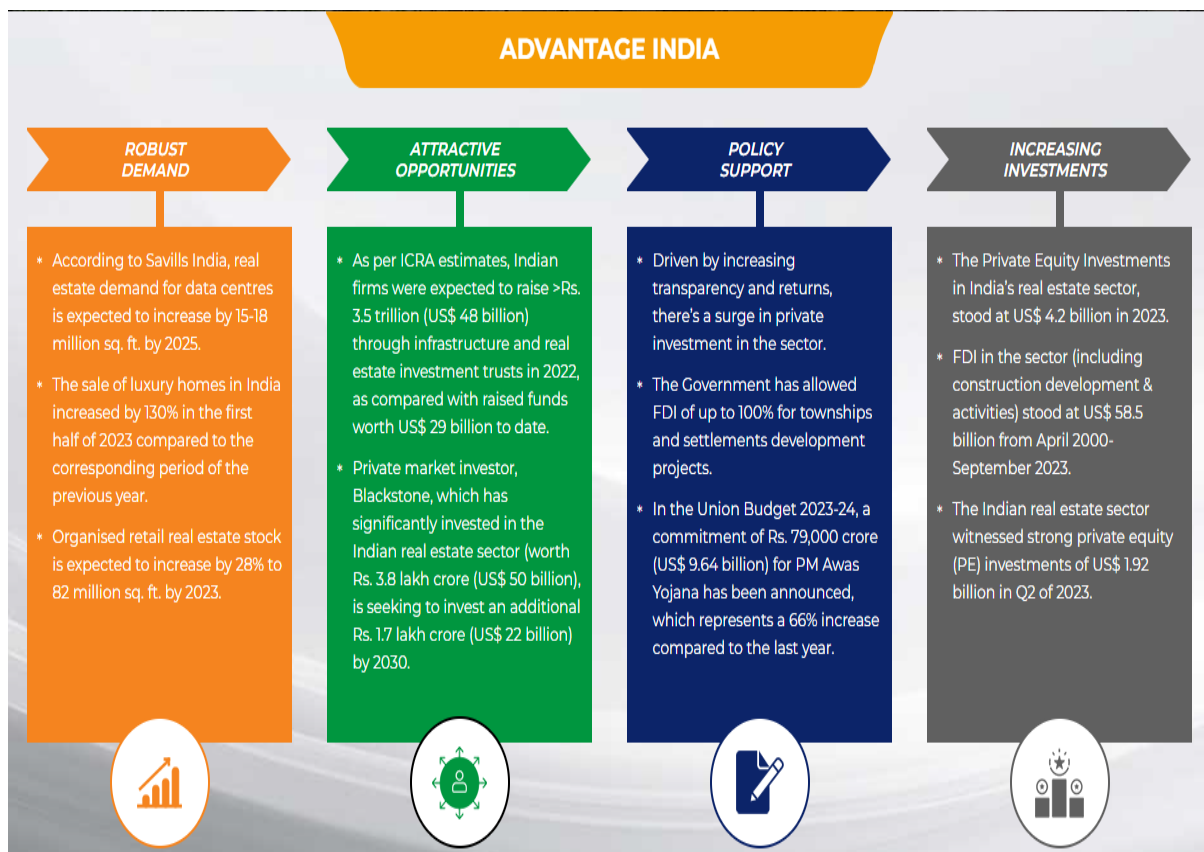 ADVANTAGE INDIA
ROBUST
DEMAND
* According to Savills India, real
estate demand for data centres
is expected to increase by 15-18
million sq. ft. by 2025.
* The sale of luxury homes in India
increased by 130% in the first
half of 2023 compared to the
corresponding period of the
previous year.
* Organised retail real estate stock
is expected to increase by 28% to
82 million sq. ft. by 2023.
ATTRACTIVE
OPPORTUNITIES
* As per ICRA estimates, Indian
firms were expected to raise >Rs.
3.5 trillion (US$ 48 billion)
through infrastructure and real
estate investment trusts in 2022,
as compared with raised funds
worth US$ 29 billion to date.
* Private market investor,
Blackstone, which has
significantly invested in the
Indian real estate sector (worth
Rs. 3.8 lakh crore (US$ 50 billion),
is seeking to invest an additional
Rs. 1.7 lakh crore (US$ 22 billion)
by 2030.
POLICY
SUPPORT
* Driven by increasing
transparency and returns,
there's a surge in private
investment in the sector.
* The Government has allowed
FDI of up to 100% for townships
and settlements development
projects.
* In the Union Budget 2023-24, a
commitment of Rs. 79,000 crore
(US$ 9.64 billion) for PM Awas
Yojana has been announced,
which represents a 66% increase
compared to the last year.
INCREASING
INVESTMENTS
* The Private Equity Investments
in India's real estate sector,
stood at US$ 4.2 billion in 2023.
* FDI in the sector (including
construction development &
activities) stood at US$ 58.5
billion from April 2000-
September 2023.
* The Indian real estate sector
witnessed strong private equity
(PE) investments of US$ 1.92
billion in Q2 of 2023.